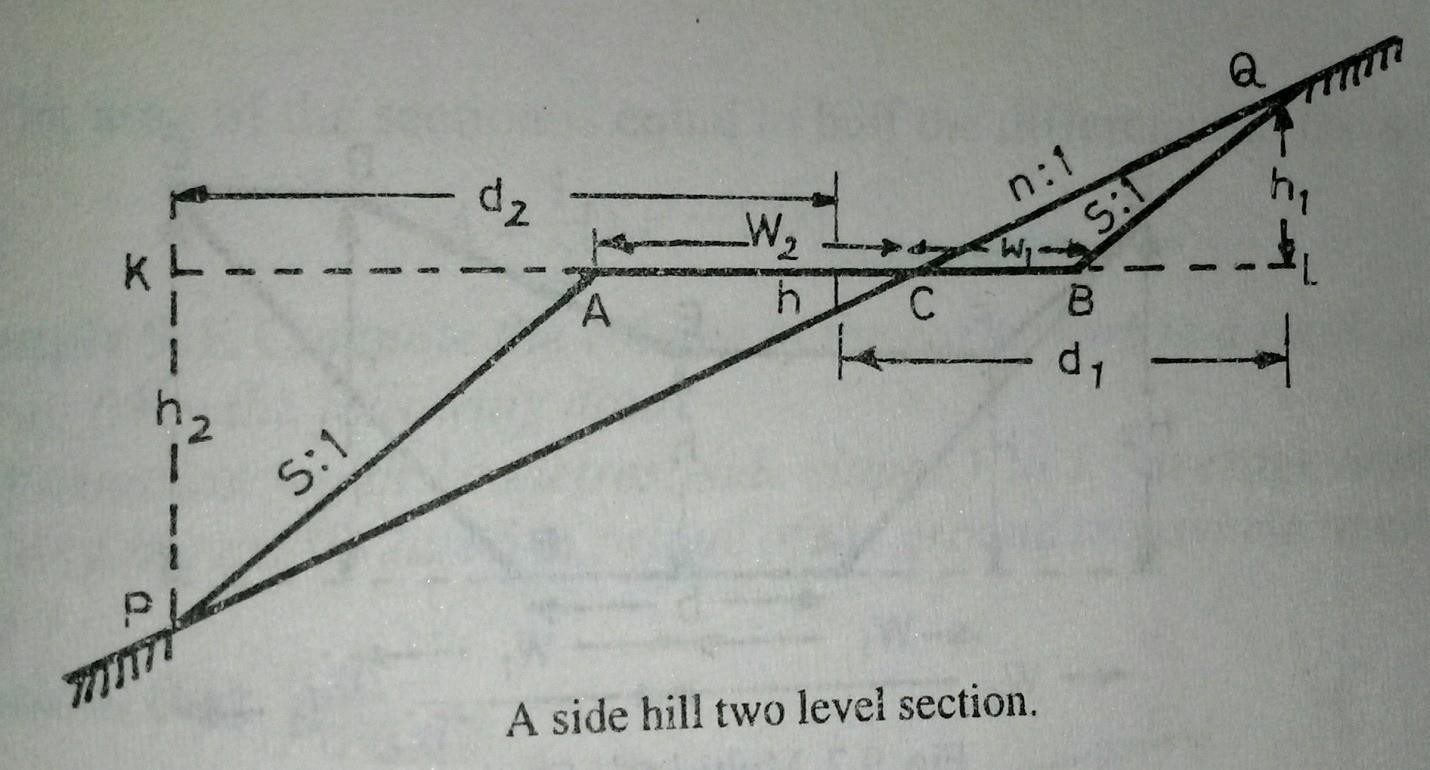 Q
n:1
S:1
h₁
d₂
W₂
W₁
K
A
h
C
B
L
d₁
h₂
S:1
P
A side hill two level section.